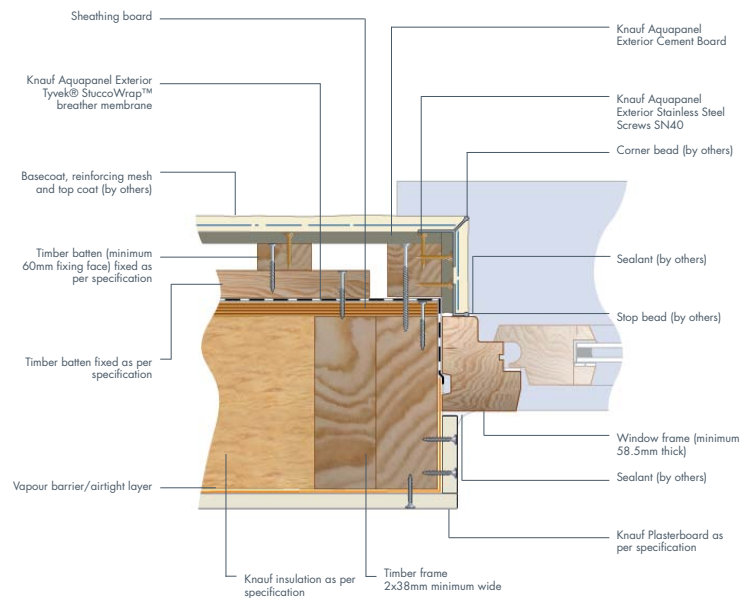 Sheathing board
Knauf Aquapanel Exterior
Tyvek® StuccoWrap™
breather membrane
Basecoat, reinforcing mesh
and top coat (by others)
Timber batten (minimum
60mm fixing face) fixed as
per specification
Timber batten fixed as per
specification
Vapour barrier/airtight layer
Knauf insulation as per
specification
Timber frame
2x38mm minimum wide
Knauf Aquapanel
Exterior Cement Board
Knauf Aquapanel
Exterior Stainless Steel
Screws SN40
Corner bead (by others)
Sealant (by others)
Stop bead (by others)
Window frame (minimum
58.5mm thick)
Sealant (by others)
Knauf Plasterboard as
per specification